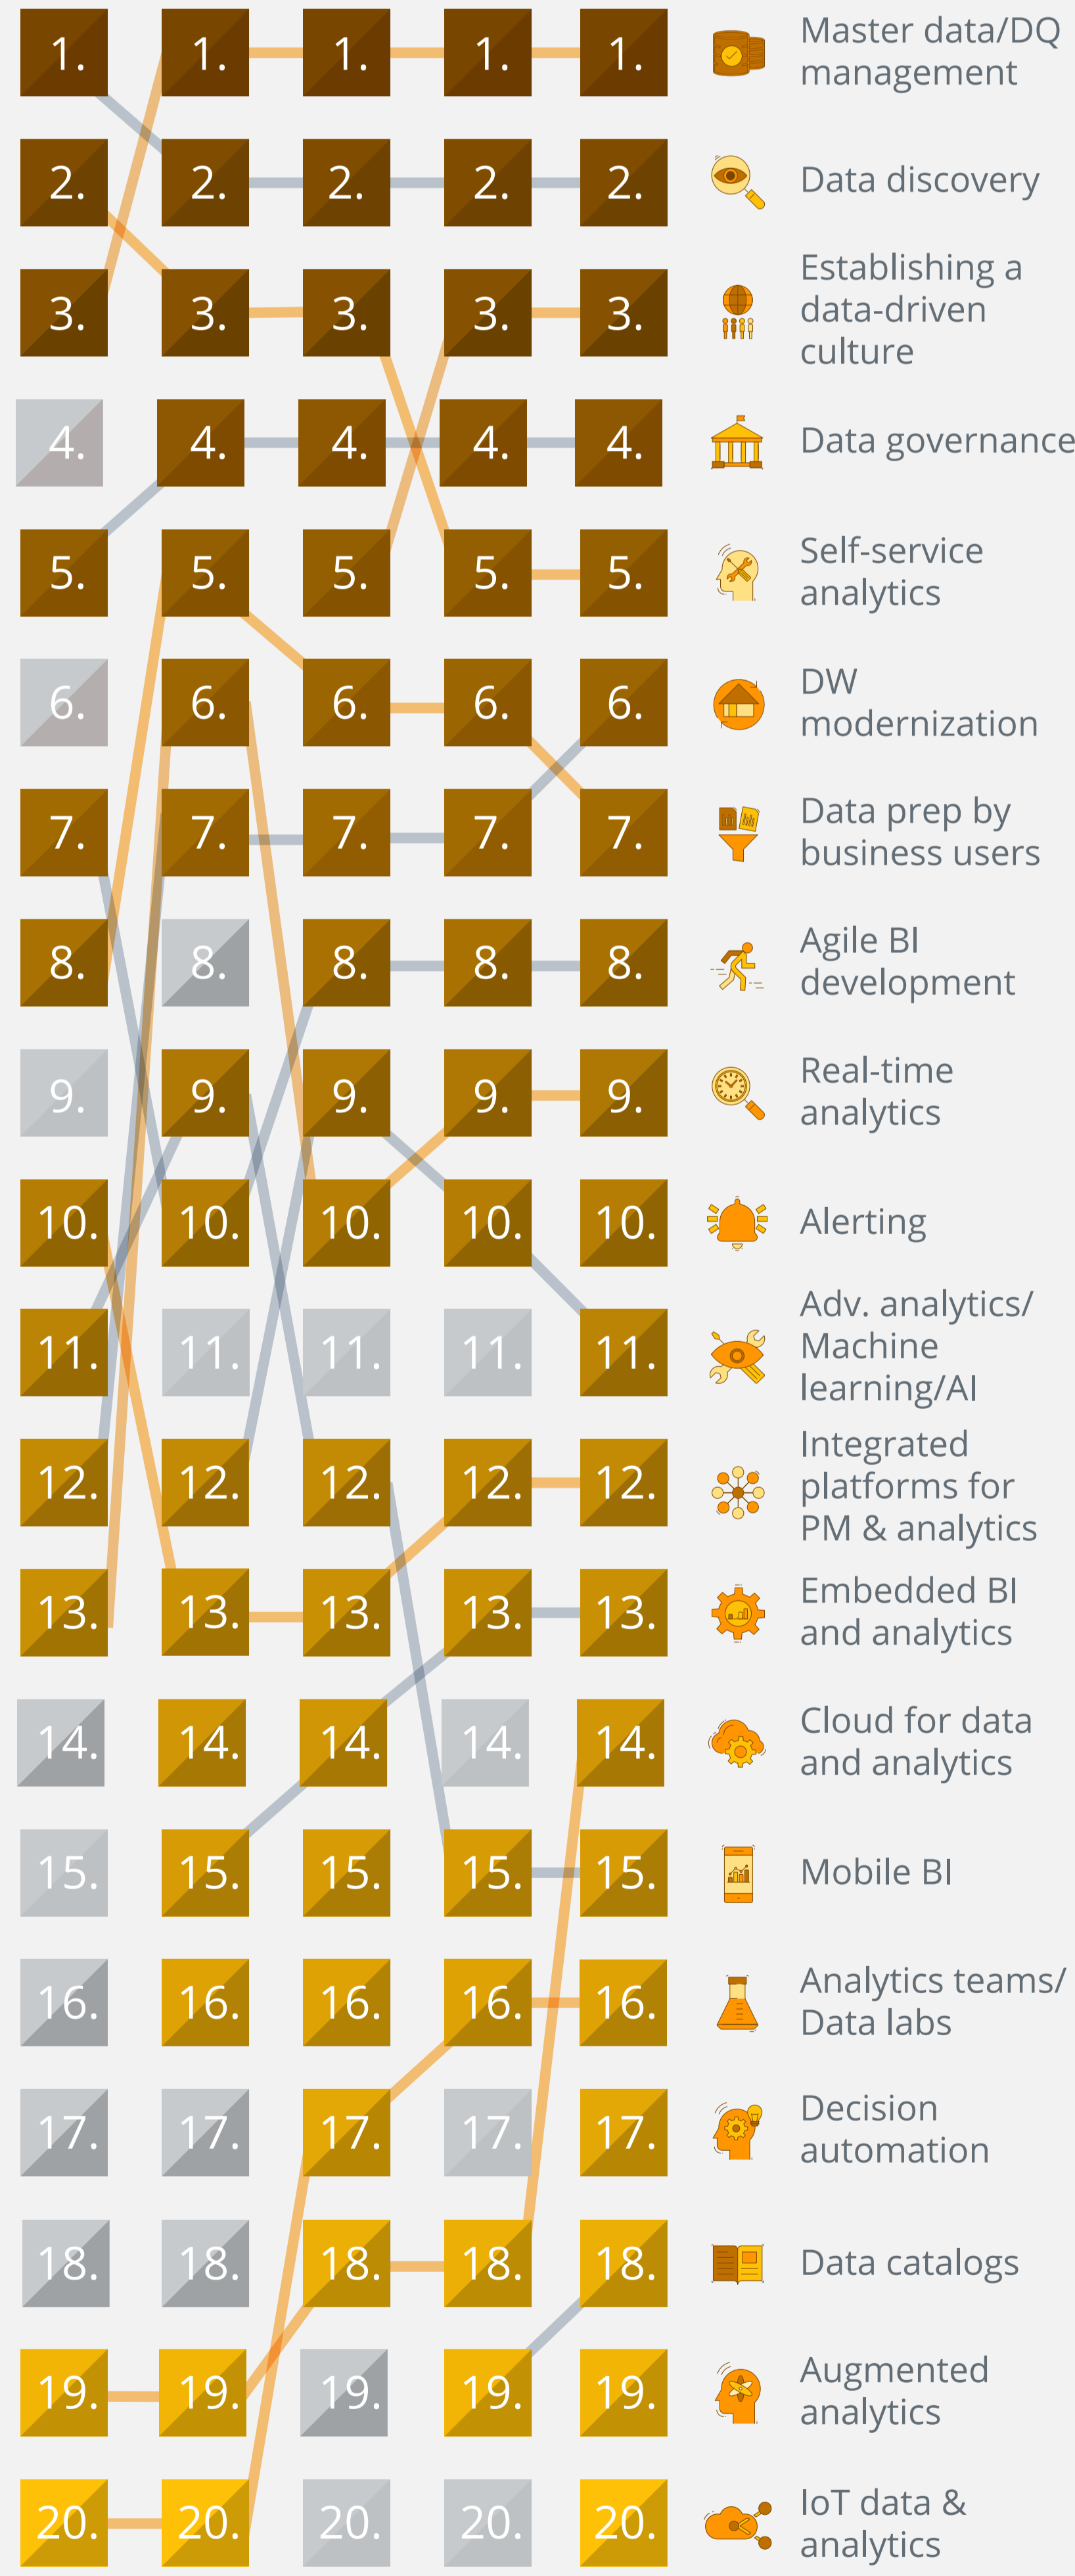 1. 1. 1. 1. 1. Master data/DQ
management
2. 2. 2. 2. 2. Data discovery
3. 3. 3. 3. 3. Establishing a
data-driven
culture
4. 4. 4. 4. 4. Data governance
5. 5. 5. 5. 5. Self-service
analytics
6. 6. 6. 6. 6. DW
modernization
7. 7. 7. 7. 7. Data prep by
business users
8. 8. 8. 8. 8. Agile BI
development
9. 9. 9. 9. 9. Real-time
analytics
10. 10. 10. 10. 10. Alerting
11. 11. 11. 11. 11. Adv. analytics/
Machine
learning/AI
12. 12. 12. 12. 12. Integrated
platforms for
PM & analytics
13. 13. 13. 13. 13. Embedded BI
and analytics
14. 14. 14. 14. 14. Cloud for data
and analytics
15. 15. 15. 15. 15. Mobile BI
16. 16. 16. 16. 16. Analytics teams/
Data labs
17. 17. 17. 17. 17. Decision
automation
18. 18. 18. 18. 18. Data catalogs
19. 19. 19. 19. 19. Augmented
analytics
20. 20. 20. 20. 20. IoT data &
analytics